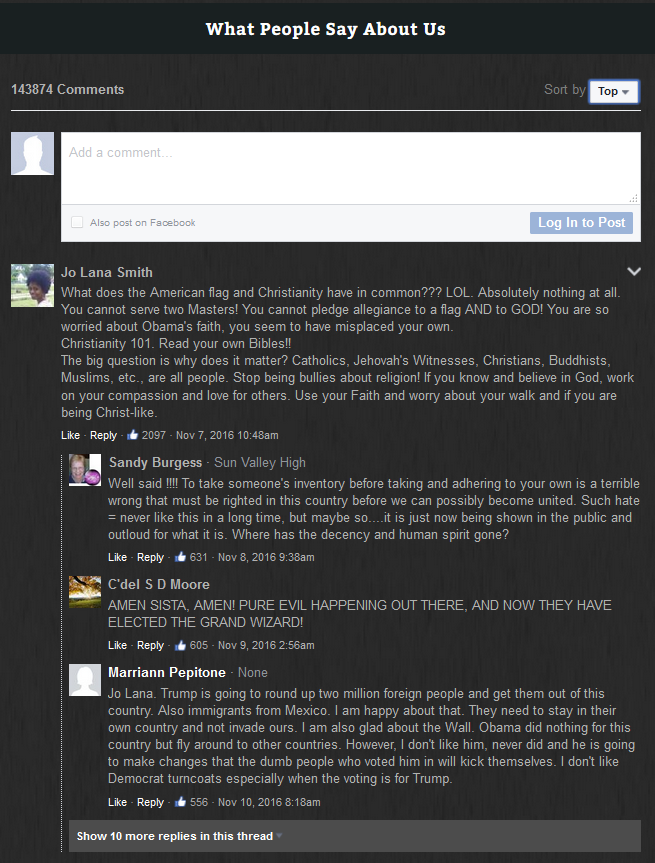 What People Say About Us
143874 Comments
Sort by Top
Add a comment...
Also post on Facebook
Log In to Post
Jo Lana Smith
What does the American flag and Christianity have in common??? LOL. Absolutely nothing at all.
You cannot serve two Masters! You cannot pledge allegiance to a flag AND to GOD! You are so
worried about Obama's faith, you seem to have misplaced your own.
Christianity 101. Read your own Bibles!!
The big question is why does it matter? Catholics, Jehovah's Witnesses, Christians, Buddhists,
Muslims, etc., are all people. Stop being bullies about religion! If you know and believe in God, work
on your compassion and love for others. Use your Faith and worry about your walk and if you are
being Christ-like.
Like · Reply · 2097 · Nov 7, 2016 10:48am
Sandy Burgess · Sun Valley High
Well said !!!! To take someone's inventory before taking and adhering to your own is a terrible
wrong that must be righted in this country before we can possibly become united. Such hate
= never like this in a long time, but maybe so....it is just now being shown in the public and
outloud for what it is. Where has the decency and human spirit gone?
Like · Reply · 631 · Nov 8, 2016 9:38am
C'del S D Moore
AMEN SISTA, AMEN! PURE EVIL HAPPENING OUT THERE, AND NOW THEY HAVE
ELECTED THE GRAND WIZARD!
Like · Reply · 605 · Nov 9, 2016 2:56am
Marriann Pepitone · None
Jo Lana. Trump is going to round up two million foreign people and get them out of this
country. Also immigrants from Mexico. I am happy about that. They need to stay in their
own country and not invade ours. I am also glad about the Wall. Obama did nothing for this
country but fly around to other countries. However, I don't like him, never did and he is going
to make changes that the dumb people who voted him in will kick themselves. I don't like
Democrat turncoats especially when the voting is for Trump.
Like · Reply · 556 · Nov 10, 2016 8:18am
Show 10 more replies in this thread